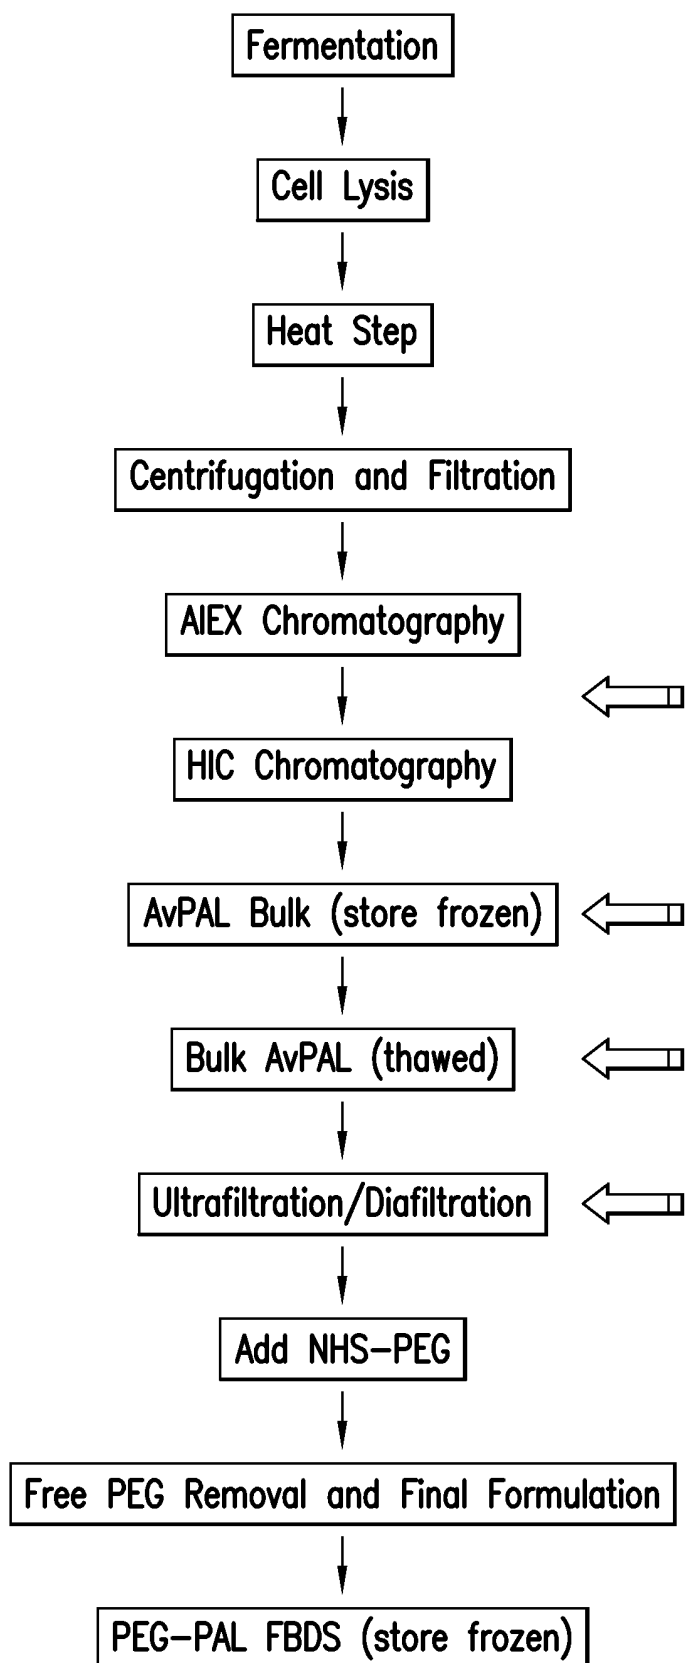 Fermentation
Cell Lysis
Heat Step
Centrifugation and Filtration
AIEX Chromatography
HIC Chromatography
AvPAL Bulk (store frozen)
Bulk AvPAL (thawed)
Ultrafiltration/Diafiltration
Add NHS-PEG
Free PEG Removal and Final Formulation
PEG-PAL FBDS (store frozen)